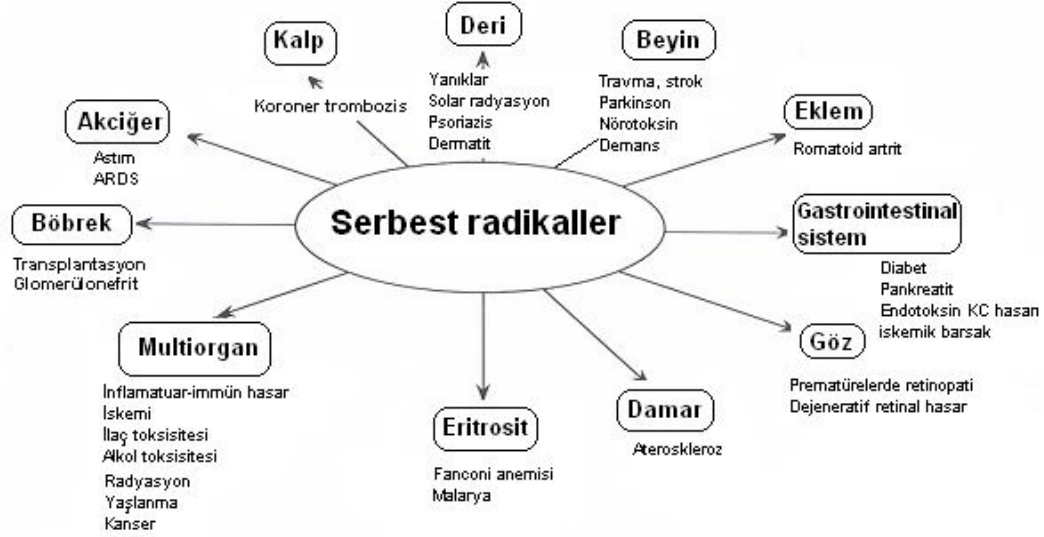 Kalp
Koroner trombozis
Deri
Yanıklar
Solar radyasyon
Psoriazis
Dermatit
Beyin
Travma, strok
Parkinson
Nörotoksin
Demans
Akciğer
Astım
ARDS
Eklem
Romatoid artrit
Serbest radikaller
Böbrek
Transplantasyon
Glomerülonefrit
Gastrointestinal
sistem
Diabet
Pankreatit
Endotoksin KC hasarı
iskemik barsak
Multiorgan
İnflamatuar-immün hasar
İskemi
İlaç toksisitesi
Alkol toksisitesi
Radyasyon
Yaşlanma
Kanser
Eritrosit
Fanconi anemisi
Malarya
Damar
Ateroskleroz
Göz
Prematürelerde retinopati
Dejeneratif retinal hasar